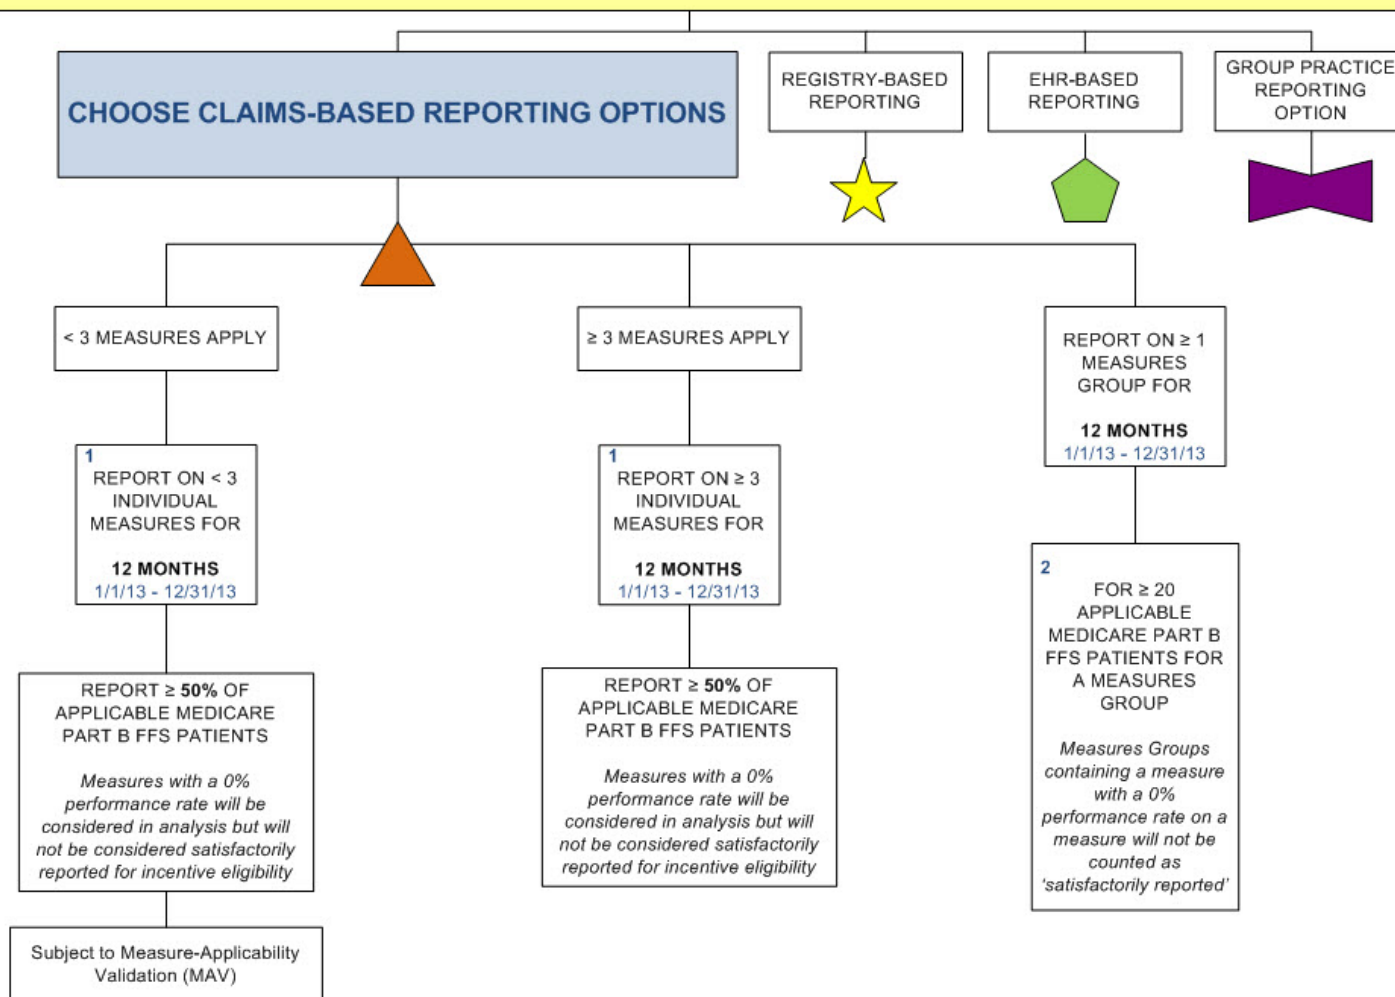 CHOOSE CLAIMS-BASED REPORTING OPTIONS
REGISTRY-BASED
REPORTING
EHR-BASED
REPORTING
GROUP PRACTICE
REPORTING
OPTION
< 3 MEASURES APPLY
1
REPORT ON < 3
INDIVIDUAL
MEASURES FOR
12 MONTHS
1/1/13 - 12/31/13
REPORT ≥ 50% OF
APPLICABLE MEDICARE
PART B FFS PATIENTS
Measures with a 0%
performance rate will be
considered in analysis but will
not be considered satisfactorily
reported for incentive eligibility
Subject to Measure-Applicability
Validation (MAV)
≥ 3 MEASURES APPLY
1
REPORT ON ≥ 3
INDIVIDUAL
MEASURES FOR
12 MONTHS
1/1/13 - 12/31/13
REPORT ≥ 50% OF
APPLICABLE MEDICARE
PART B FFS PATIENTS
Measures with a 0%
performance rate will be
considered in analysis but will
not be considered satisfactorily
reported for incentive eligibility
REPORT ON ≥ 1
MEASURES
GROUP FOR
12 MONTHS
1/1/13 - 12/31/13
2
FOR ≥ 20
APPLICABLE
MEDICARE PART B
FFS PATIENTS FOR
A MEASURES
GROUP
Measures Groups
containing a measure
with a 0%
performance rate on a
measure will not be
counted as
'satisfactorily reported'